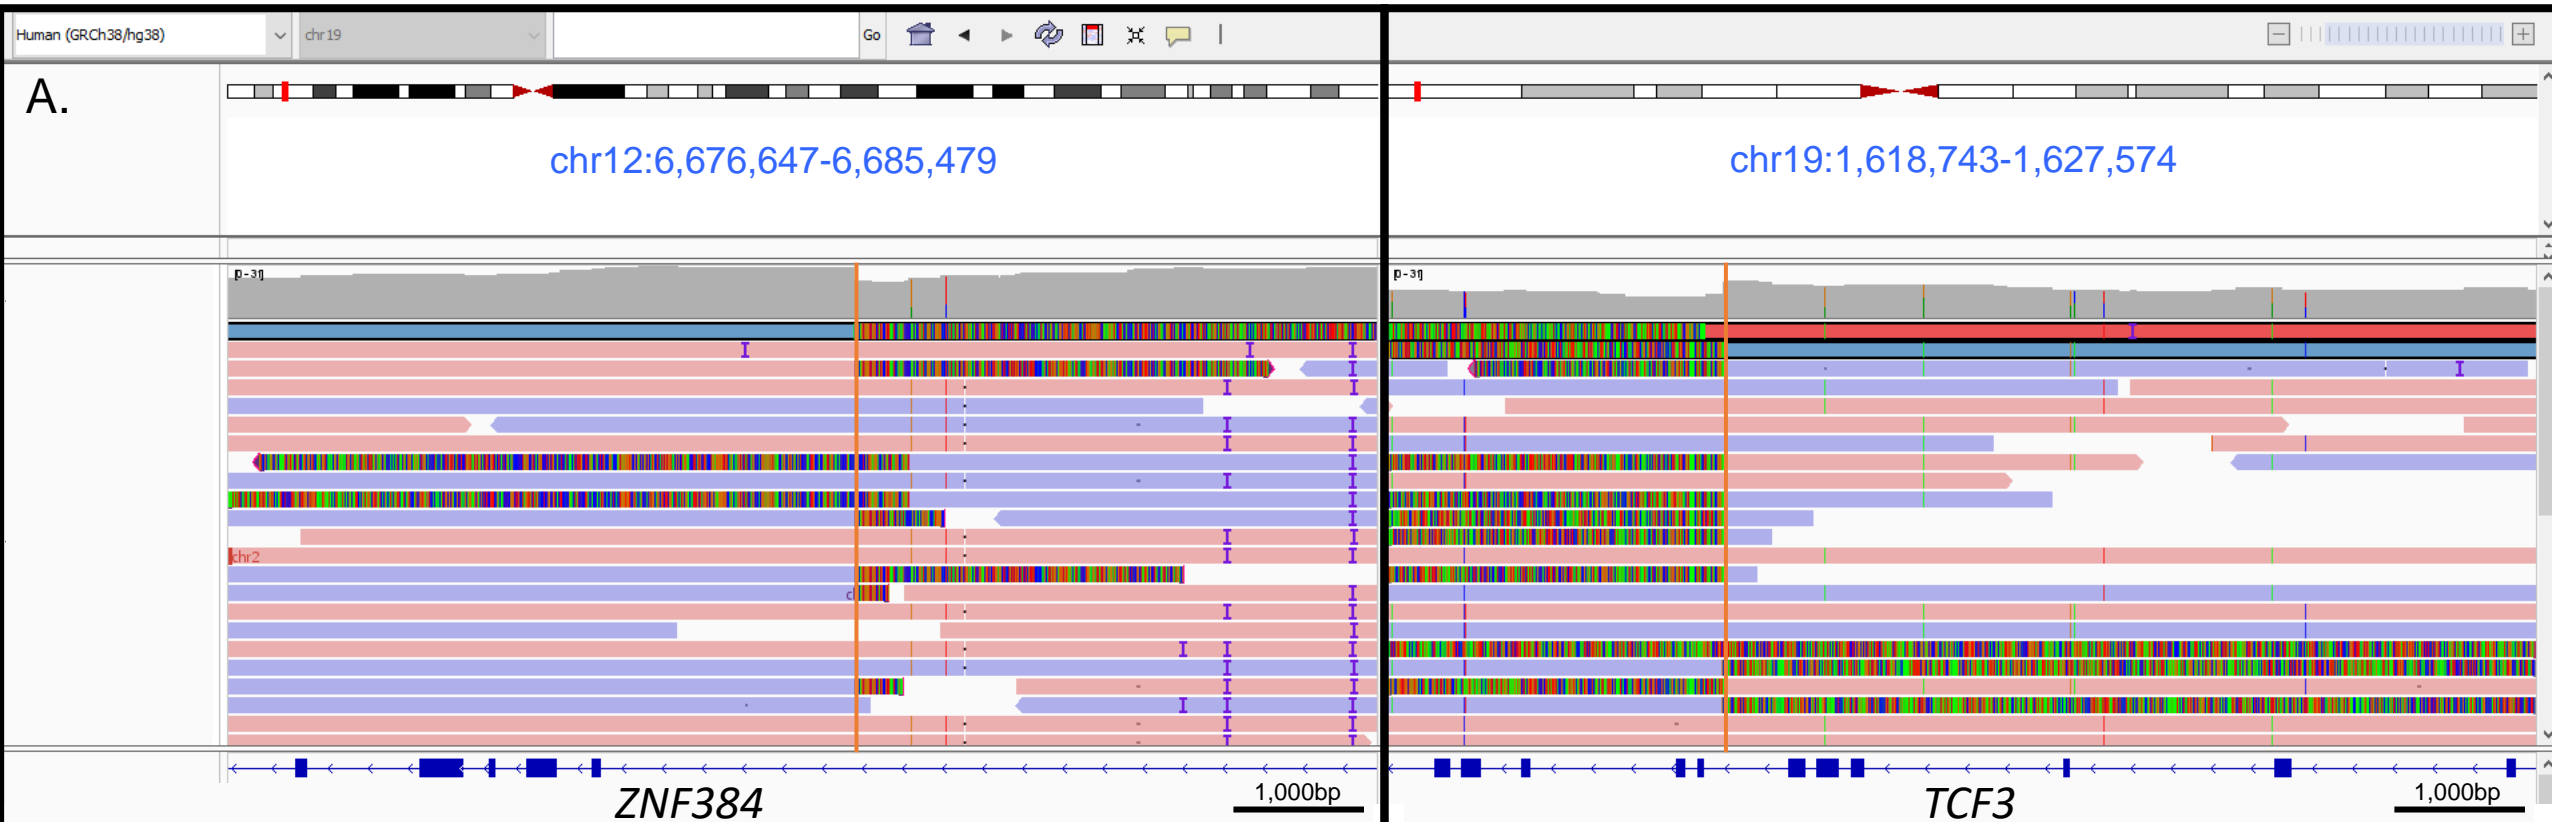 Human (GRCh38/hg38) chr19 Go
A.
chr12:6,676,647-6,685,479 chr19:1,618,743-1,627,574
[0-31] [0-31]
chr2
c
1,000bp 1,000bp
ZNF384 TCF3